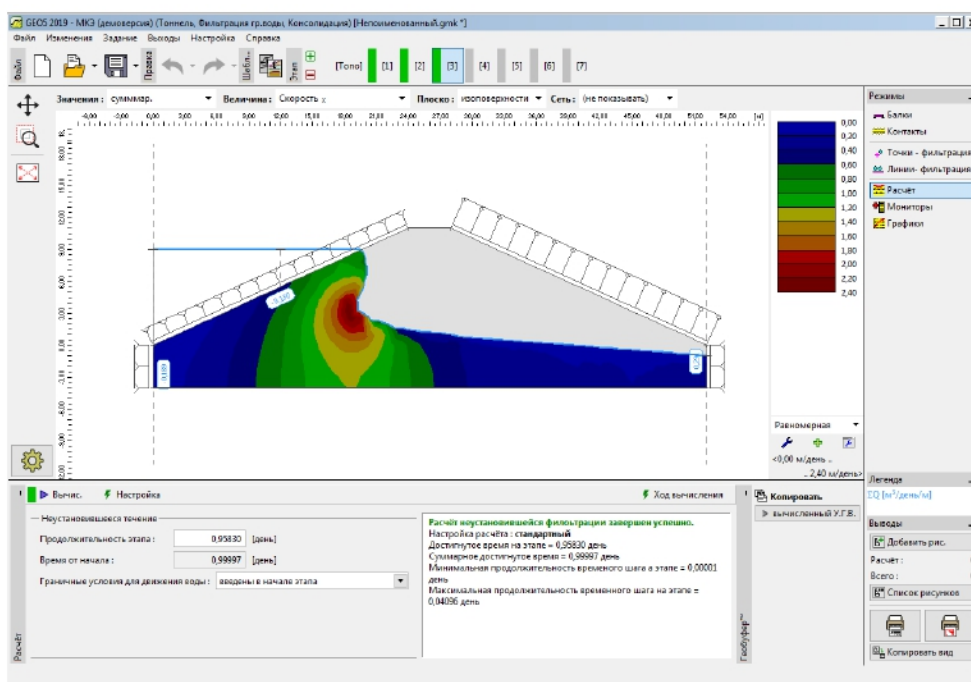 GEO5 2019 - МКЭ (демоверсия) (Тоннель, Фильтрация гр.воды, Консолидация) [Непоименованный.gmk *]
Файл Изменения Задание Выходы Настройка Справка
Файл Правка Шабл... Этап [Топо] [1] [2] [3] [4] [5] [6] [7]
Значения : суммар. Величина : Скорость x Плоско : изоповерхности Сеть : (не показывать)
Режимы
Балки
Контакты
Точки - фильтрация
Линии- фильтрация
Расчёт
Мониторы
Графики
[м]
0,00
0,20
0,40
0,60
0,80
1,00
1,20
1,40
1,60
1,80
2,00
2,20
2,40
Равномерная
<0,00 м/день ..
.. 2,40 м/день>
Легенда
ΣQ [м³/день/м]
Выводы
Добавить рис.
Расчёт :
Всего :
Список рисунков
Копировать вид
Вычис. Настройка Ход вычисления
Неустановившееся течение
Продолжительность этапа : 0,95830 [день]
Время от начала : 0,99997 [день]
Граничные условия для движения воды : введены в начале этапа
Расчёт неустановившейся фильотрации завершен успешно.
Настройка расчёта : стандартный
Достигнутое время на этапе = 0,95830 день
Суммарное достигнутое время = 0,99997 день
Минимальная продолжительность временого шага а этапе = 0,00001
день
Максимальная продолжительность временного шага на этапе =
0,04096 день
Копировать
вычисленный У.Г.В.
Расчёт
Геобуфер™